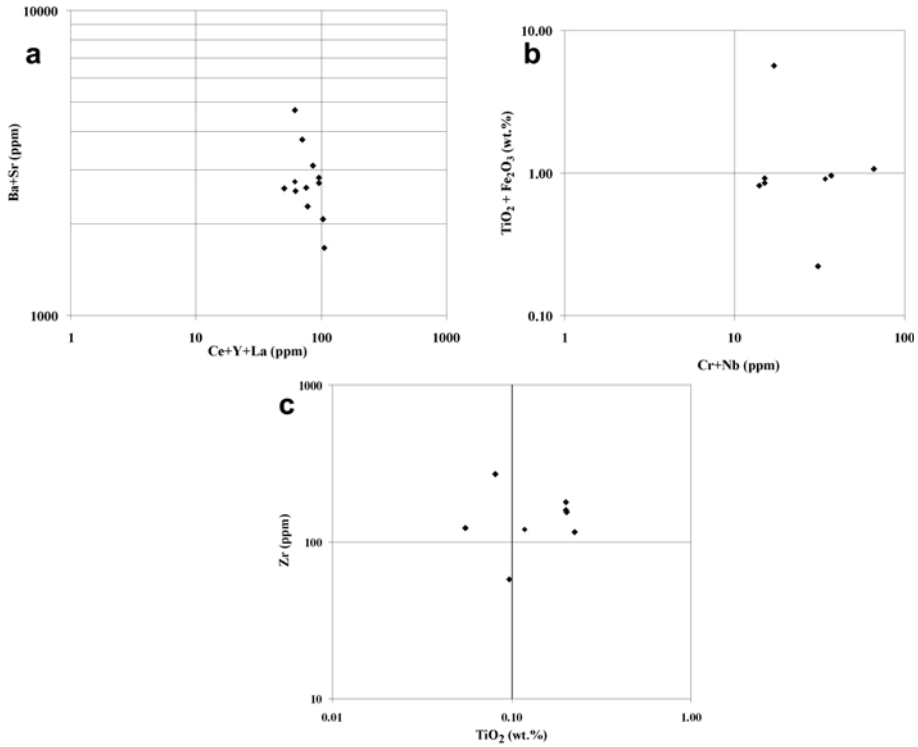 a
10000
1000
Ba+Sr (ppm)
1
10
100
1000
Ce+Y+La (ppm)
b
10.00
1.00
0.10
TiO₂ + Fe₂O₃ (wt.%)
1
10
100
Cr+Nb (ppm)
c
1000
100
10
Zr (ppm)
0.01
0.10
1.00
TiO₂ (wt.%)